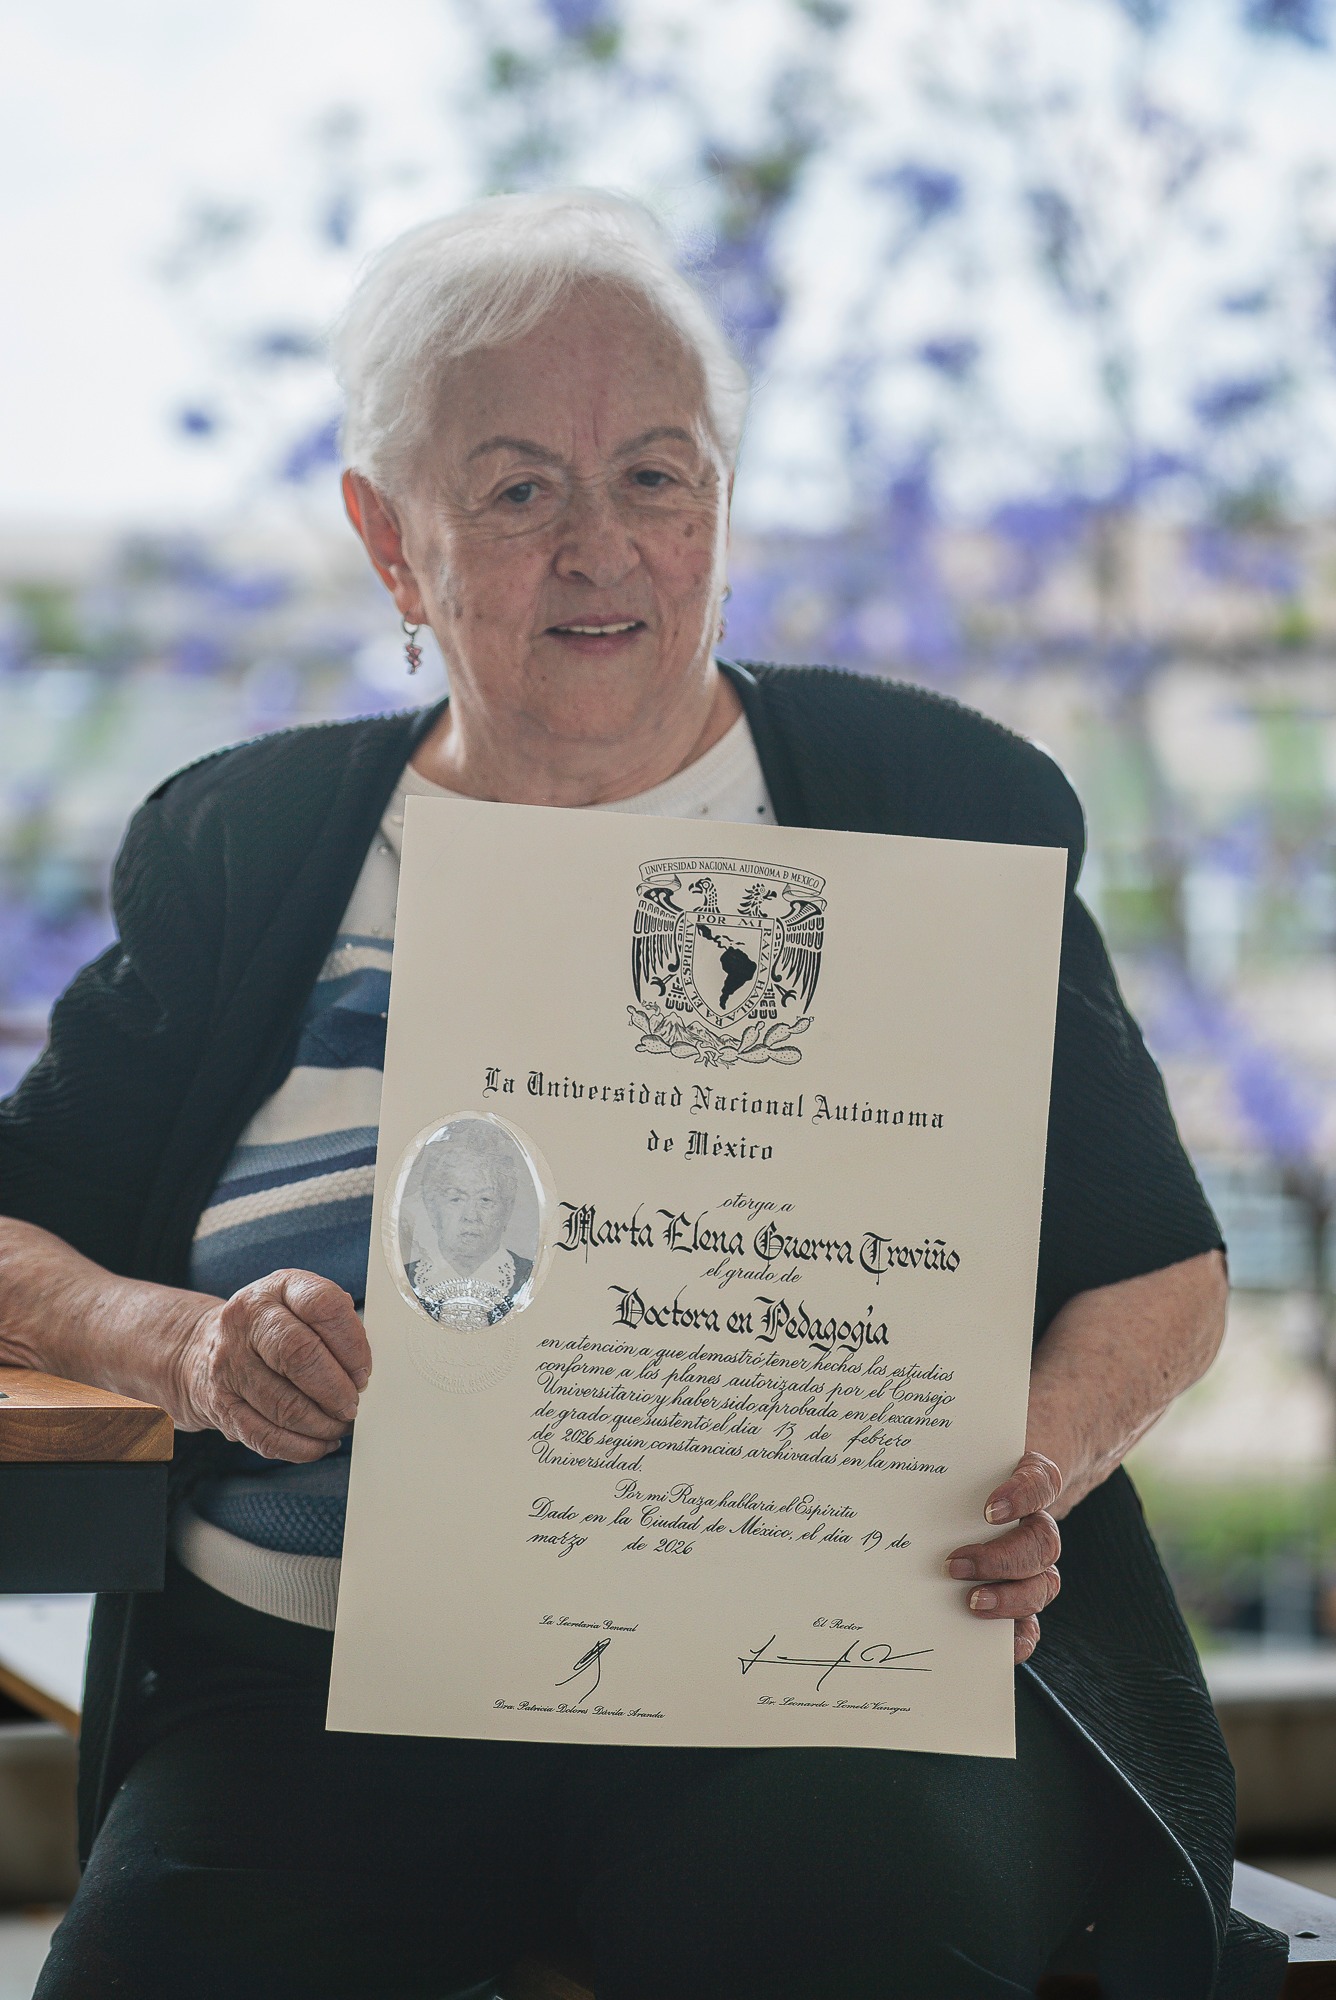 UNIVERSIDAD NACIONAL AUTONOMA D MEXICO
POR MI RAZA HABLARA EL ESPIRITU
La Universidad Nacional Autónoma
de México
otorga a
Marta Elena Guerra Treviño
el grado de
Doctora en Pedagogía
en atención a que demostró tener hechos los estudios
conforme a los planes autorizados por el Consejo
Universitario y haber sido aprobada en el examen
de grado que sustentó el día 13 de febrero
de 2026 según constancias archivadas en la misma
Universidad.
Por mi Raza hablará el Espíritu
Dado en la Ciudad de México, el día 19 de
marzo de 2026
La Secretaria General
El Rector
Dra. Patricia Dolores Dávila Aranda
Dr. Leonardo Lomelí Vanegas